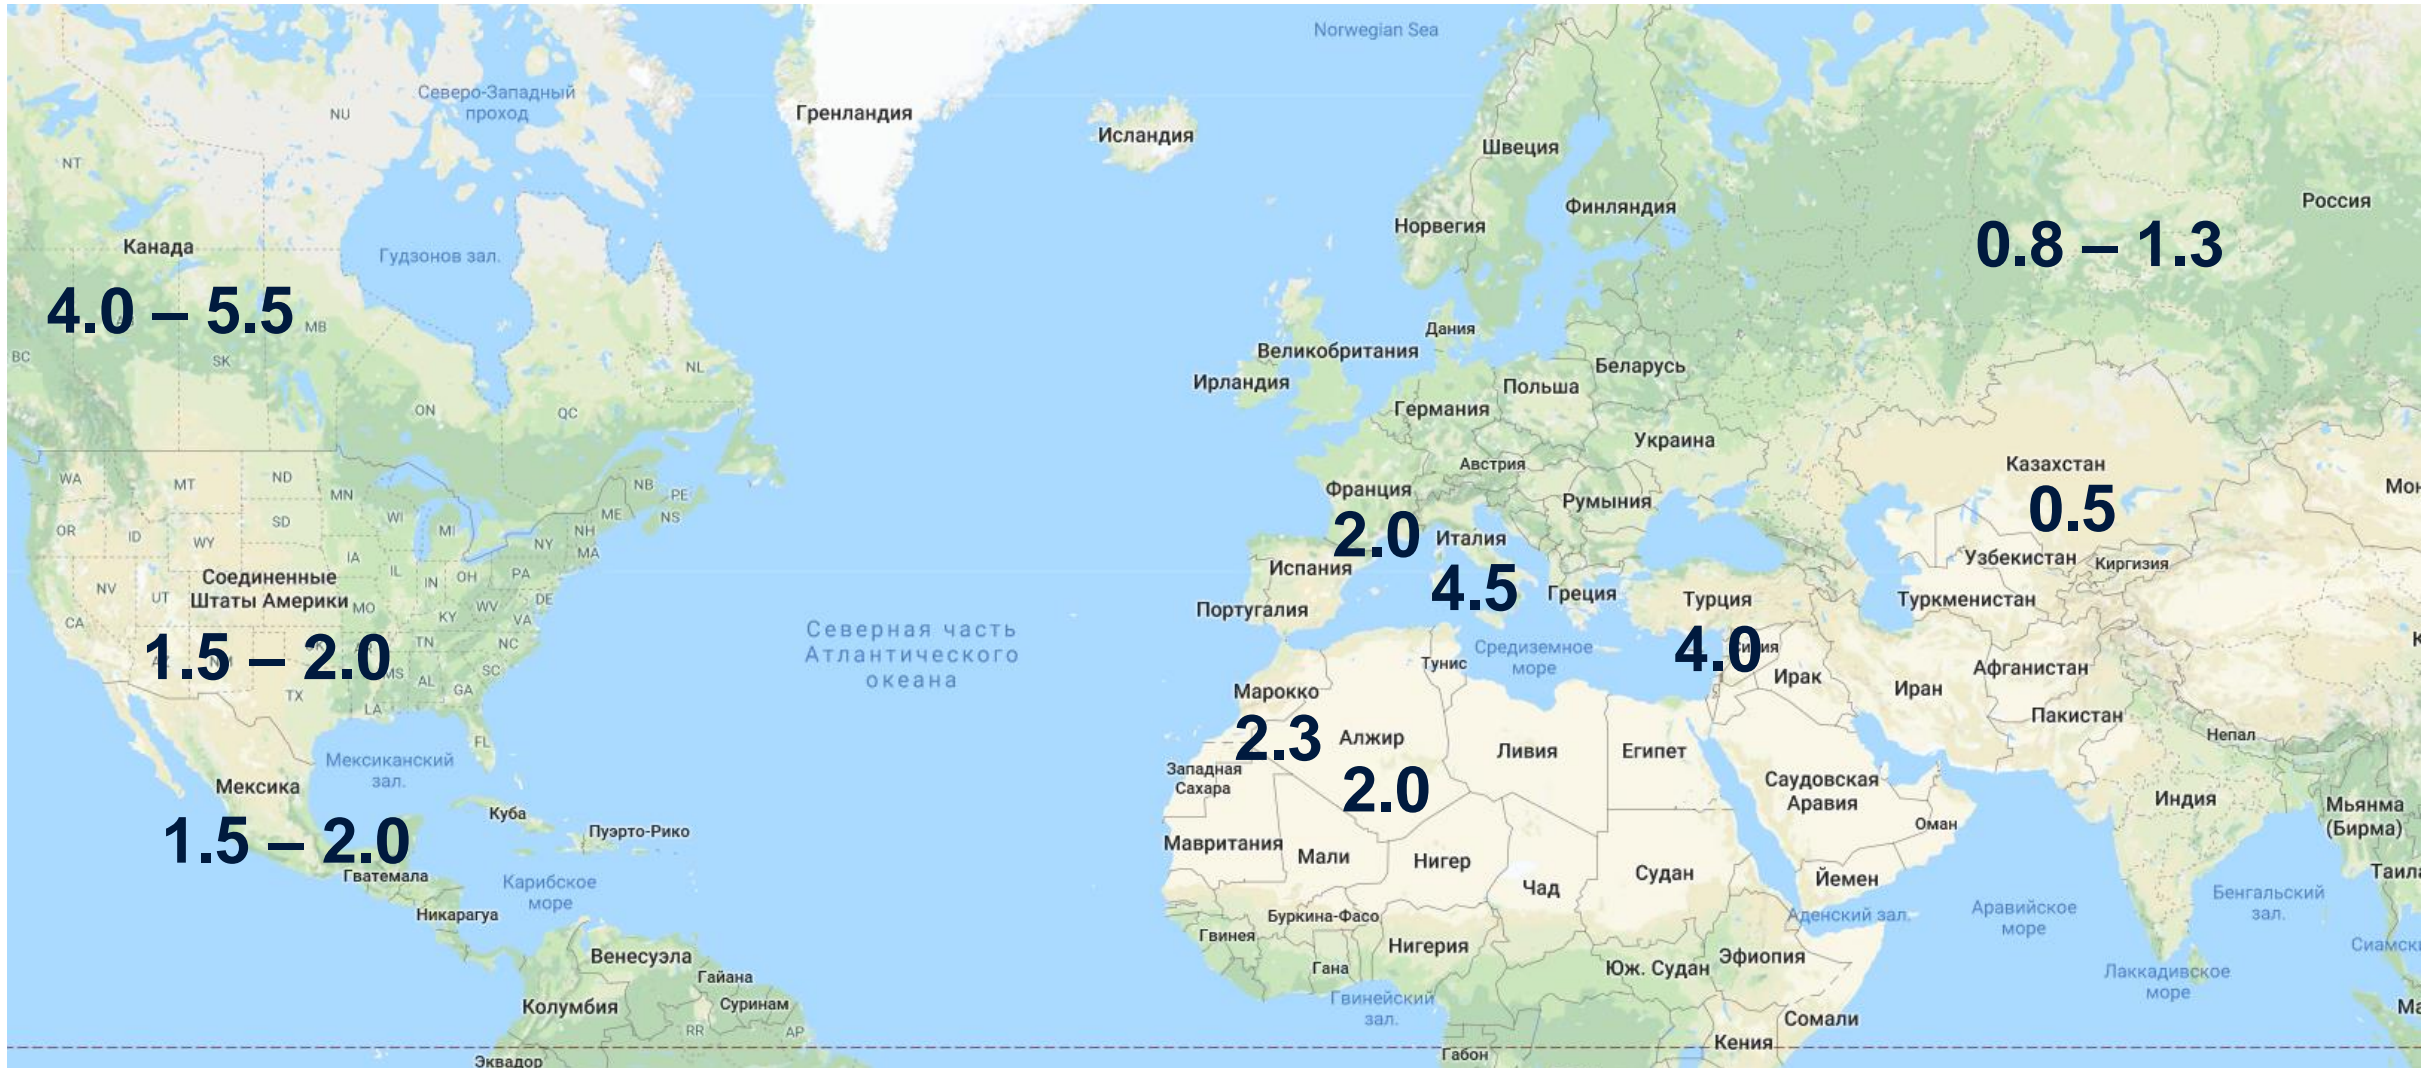 Norwegian Sea
Северо-Западный
проход
NU
Гренландия
Исландия
Швеция
NT
Россия
Финляндия
Норвегия
0.8 – 1.3
Канада
Гудзонов зал.
4.0 – 5.5
MB
Дания
Великобритания
BC
SK
NL
Беларусь
Ирландия
Польша
Германия
ON
QC
Украина
Австрия
Казахстан
WA
MT
ND
NB
PE
Франция
Румыния
0.5
MN
ME
NS
OR
ID
SD
WI
MI
NH
2.0
Италия
WY
NY
MA
IA
Узбекистан
Киргизия
Соединенные
Штаты Америки
IL
IN
OH
PA
Испания
NV
UT
4.5
Греция
Турция
Туркменистан
MO
KY
WV
DE
VA
Португалия
CA
Северная часть
Атлантического
океана
1.5 – 2.0
TN
NC
Средиземное
море
4.0
Тунис
Ирак
Афганистан
Иран
MS
AL
GA
SC
TX
LA
Марокко
Пакистан
2.3
Алжир
Ливия
Египет
Непал
FL
Мексиканский
зал.
Западная
Сахара
Саудовская
Аравия
Мексика
2.0
Индия
Мьянма
(Бирма)
Куба
Пуэрто-Рико
Оман
1.5 – 2.0
Мавритания
Мали
Нигер
Чад
Судан
Йемен
Гватемала
Карибское
море
Бенгальский
зал.
Никарагуа
Буркина-Фасо
Аденский зал.
Аравийское
море
Гвинея
Нигерия
Венесуэла
Гана
Юж. Судан
Эфиопия
Гайана
Колумбия
Суринам
Гвинейский
зал.
Лаккадивское
море
RR
AP
Сомали
Кения
Эквадор
Габон